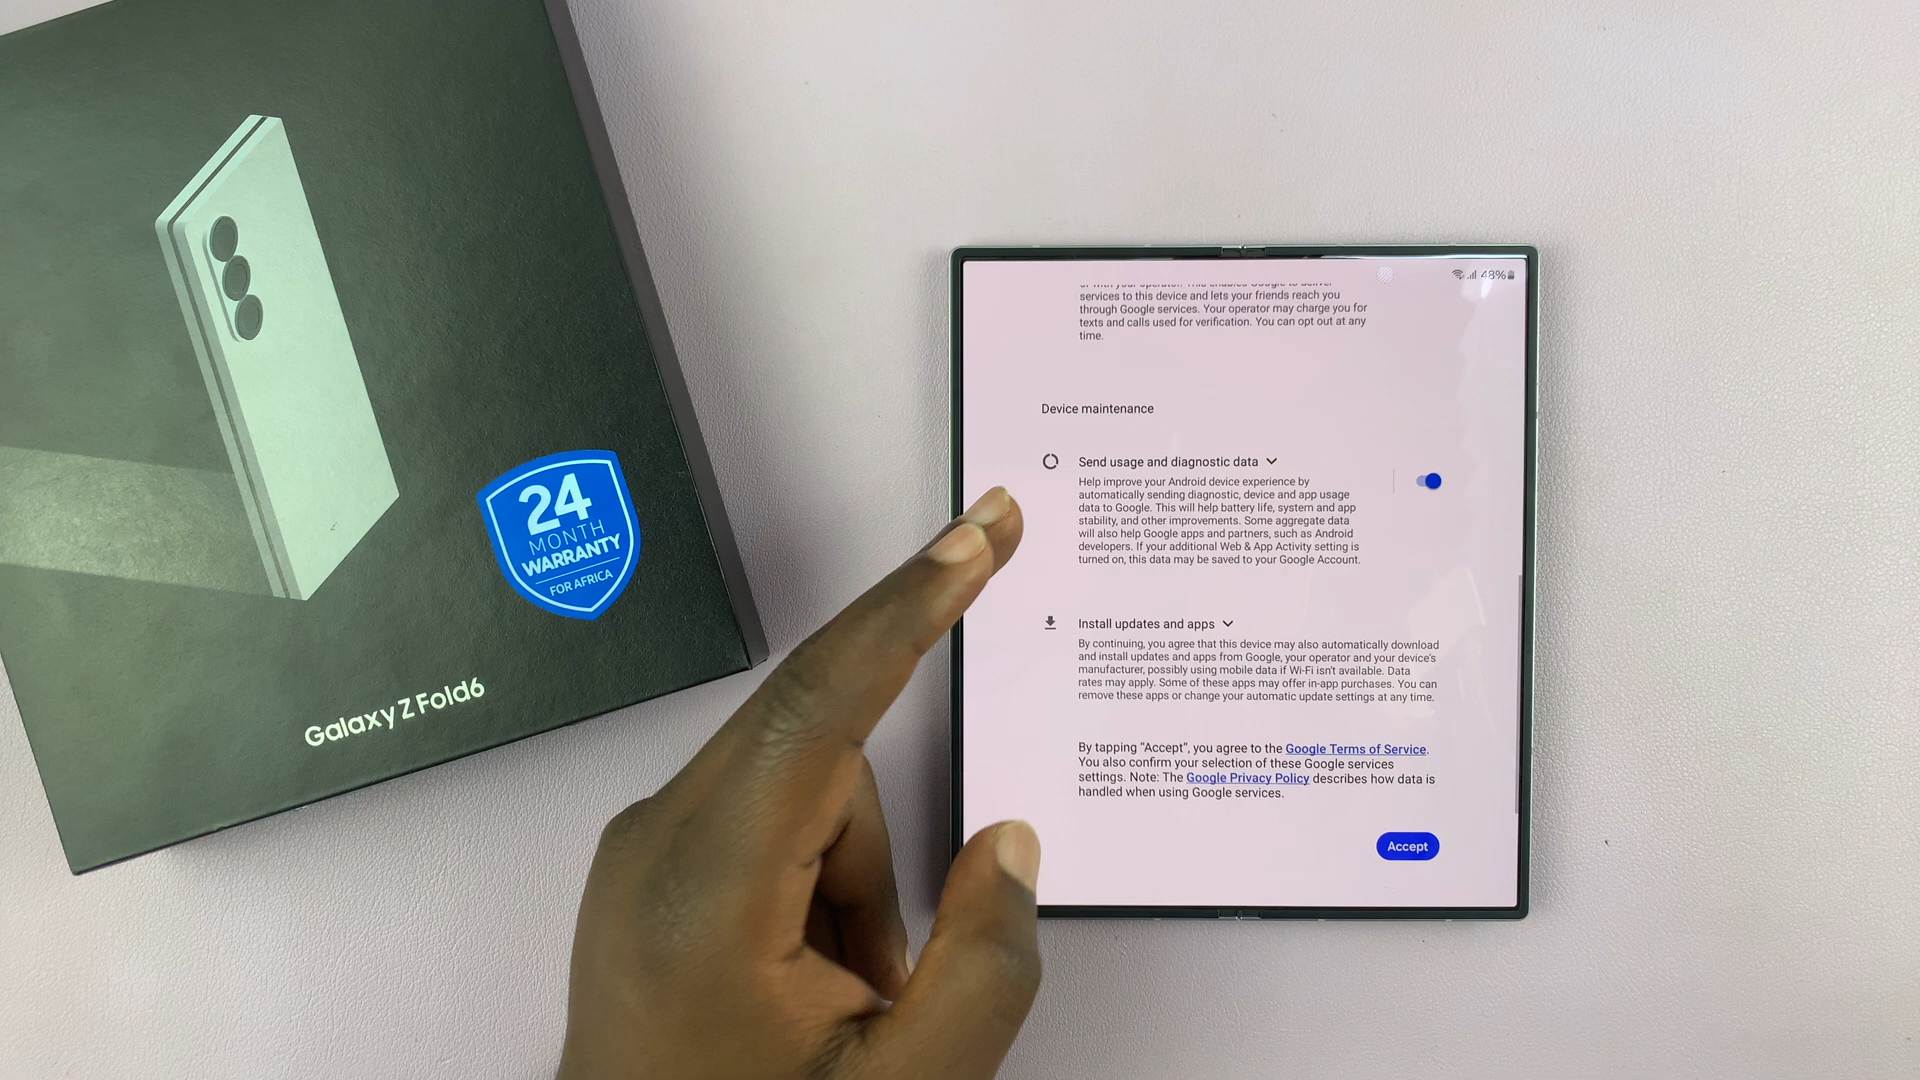 24
MONTH
WARRANTY
FOR AFRICA
Galaxy Z Fold6
48%
services to this device and lets your friends reach you
through Google services. Your operator may charge you for
texts and calls used for verification. You can opt out at any
time.
Device maintenance
Send usage and diagnostic data
Help improve your Android device experience by
automatically sending diagnostic, device and app usage
data to Google. This will help battery life, system and app
stability, and other improvements. Some aggregate data
will also help Google apps and partners, such as Android
developers. If your additional Web & App Activity setting is
turned on, this data may be saved to your Google Account.
Install updates and apps
By continuing, you agree that this device may also automatically download
and install updates and apps from Google, your operator and your device's
manufacturer, possibly using mobile data if Wi-Fi isn't available. Data
rates may apply. Some of these apps may offer in-app purchases. You can
remove these apps or change your automatic update settings at any time.
By tapping "Accept", you agree to the Google Terms of Service.
You also confirm your selection of these Google services
settings. Note: The Google Privacy Policy describes how data is
handled when using Google services.
Accept